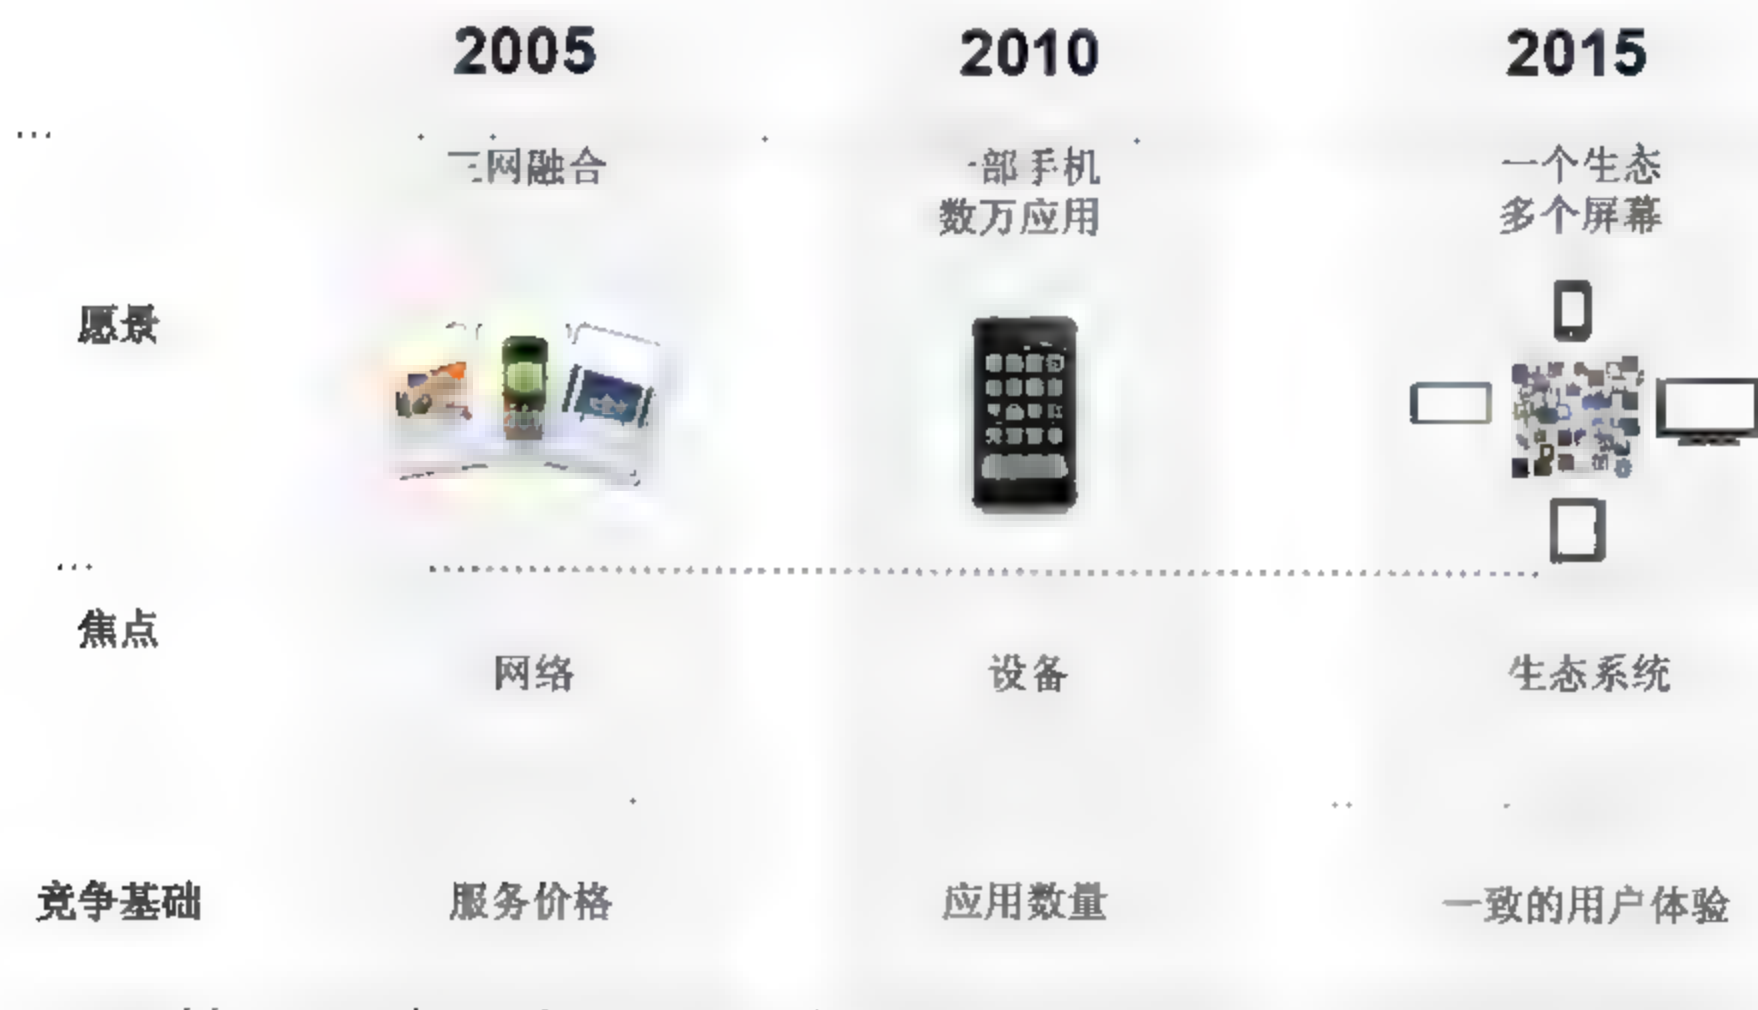 2005 2010 2015
三网融合 一部手机 一个生态
数万应用 多个屏幕
愿景
焦点
网络 设备 生态系统
竞争基础 服务价格 应用数量 一致的用户体验